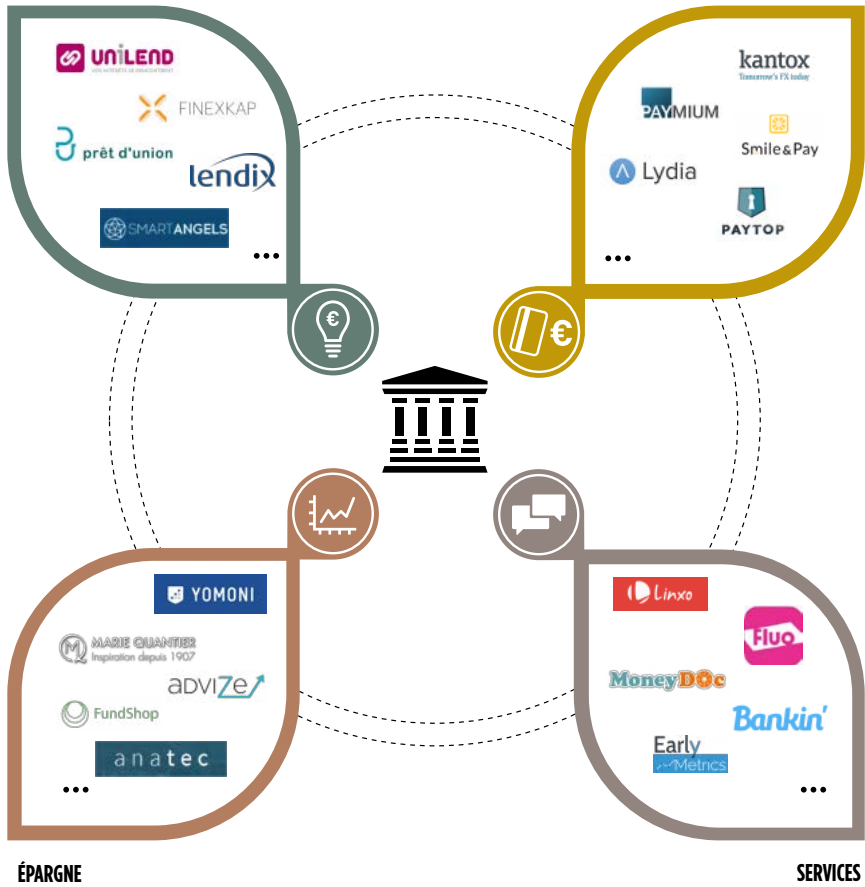 UNILEND
FINEXKAP
prêt d'union
lendix
SMARTANGELS
...
kantox
Tomorrow's FX today
PAYMIUM
Smile&Pay
Lydia
PAYTOP
...
€
€
YOMONI
MARIE QUANTIER
Inspiration depuis 1907
ADVIZE
FundShop
anatec
...
Linxo
Fluo
MoneyDoc
Bankin'
Early
Metrics
...
ÉPARGNE
SERVICES